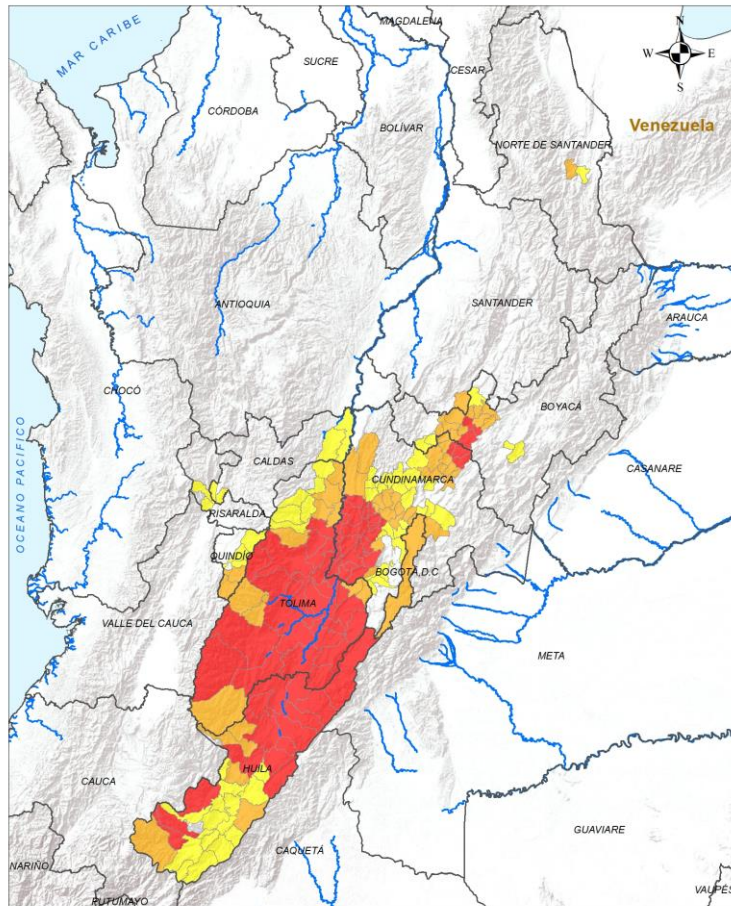 MAGDALENA
N
W E
S
MAR CARIBE
SUCRE
CESAR
CÓRDOBA
BOLÍVAR
Venezuela
NORTE DE SANTANDER
ANTIOQUIA
SANTANDER
ARAUCA
CHOCÓ
BOYACÁ
CALDAS
CUNDINAMARCA
CASANARE
OCEANO PACIFICO
RISARALDA
QUINDÍO
BOGOTÁ, D.C
TOLIMA
VALLE DEL CAUCA
META
HUILA
CAUCA
GUAVIARE
CAQUETÁ
NARIÑO
PUTUMAYO
VAUPÉS